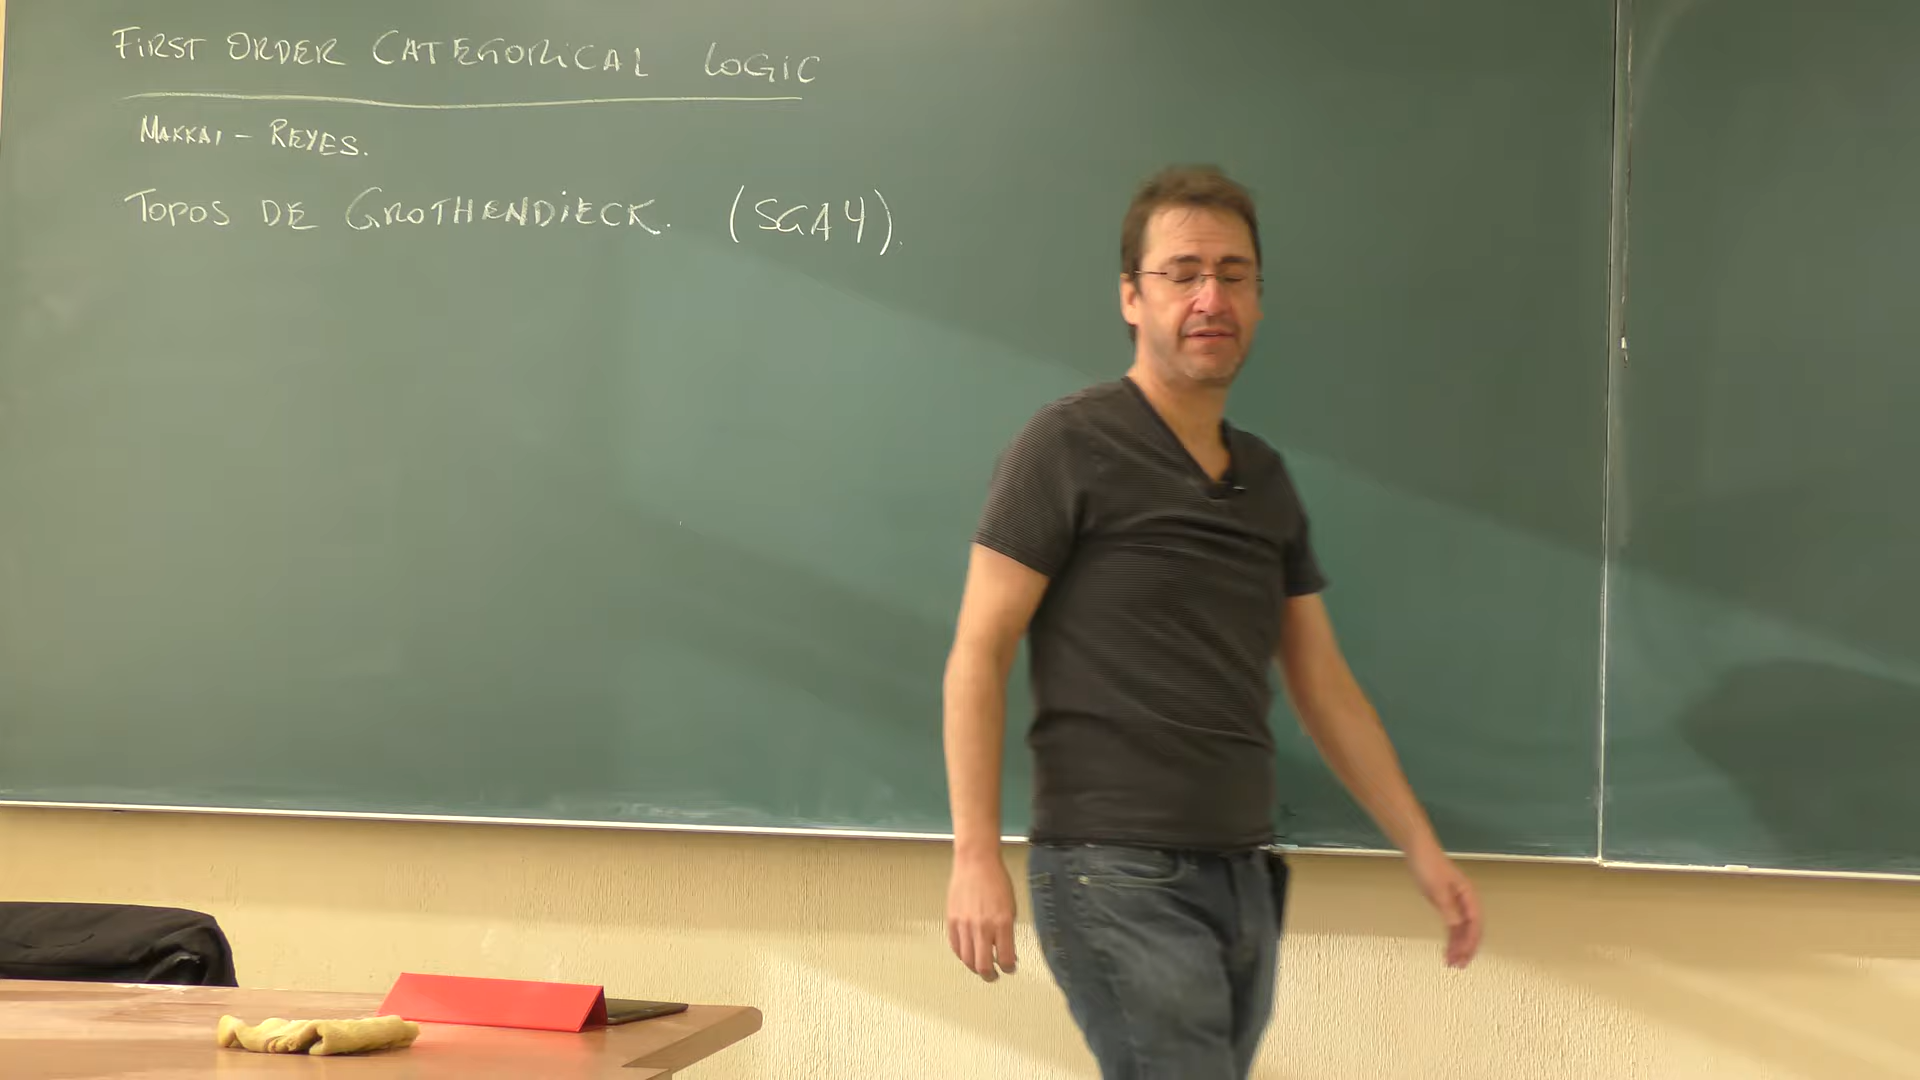 FIRST ORDER CATEGORICAL LOGIC
MAKKAI - REYES.
TOPOS DE GROTHENDIECK. (SGA4).